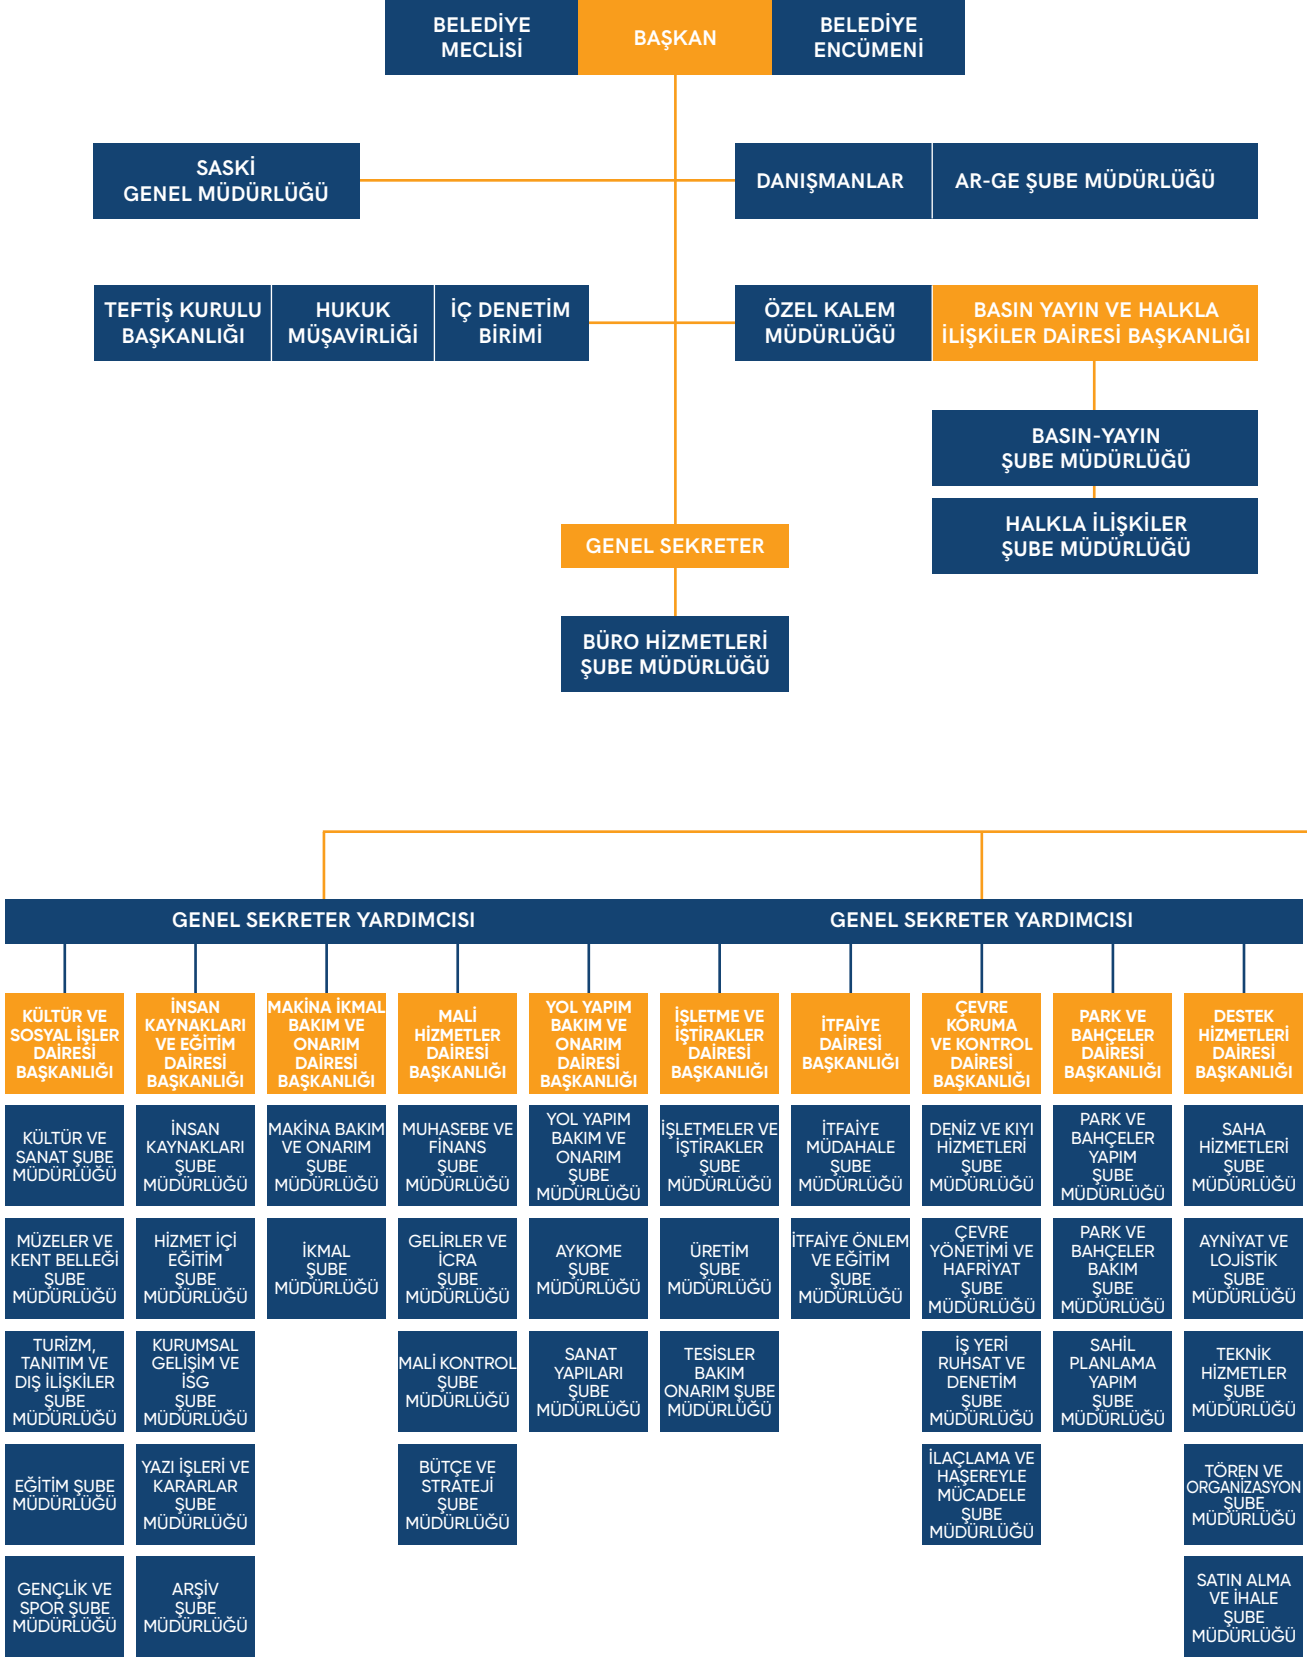 BELEDİYE
MECLİSİ
BAŞKAN
BELEDİYE
ENCÜMENİ
SASKİ
GENEL MÜDÜRLÜĞÜ
DANIŞMANLAR
AR-GE ŞUBE MÜDÜRLÜĞÜ
TEFTİŞ KURULU
BAŞKANLIĞI
HUKUK
MÜŞAVİRLİĞİ
İÇ DENETİM
BİRİMİ
ÖZEL KALEM
MÜDÜRLÜĞÜ
BASIN YAYIN VE HALKLA
İLİŞKİLER DAİRESİ BAŞKANLIĞI
BASIN-YAYIN
ŞUBE MÜDÜRLÜĞÜ
HALKLA İLİŞKİLER
ŞUBE MÜDÜRLÜĞÜ
GENEL SEKRETER
BÜRO HİZMETLERİ
ŞUBE MÜDÜRLÜĞÜ
GENEL SEKRETER YARDIMCISI
GENEL SEKRETER YARDIMCISI
KÜLTÜR VE
SOSYAL İŞLER
DAİRESİ
BAŞKANLIĞI
İNSAN
KAYNAKLARI
VE EĞİTİM
DAİRESİ
BAŞKANLIĞI
MAKİNA İKMAL
BAKIM VE
ONARIM
DAİRESİ
BAŞKANLIĞI
MALİ
HİZMETLER
DAİRESİ
BAŞKANLIĞI
YOL YAPIM
BAKIM VE
ONARIM
DAİRESİ
BAŞKANLIĞI
İŞLETME VE
İŞTİRAKLER
DAİRESİ
BAŞKANLIĞI
İTFAİYE
DAİRESİ
BAŞKANLIĞI
ÇEVRE
KORUMA
VE KONTROL
DAİRESİ
BAŞKANLIĞI
PARK VE
BAHÇELER
DAİRESİ
BAŞKANLIĞI
DESTEK
HİZMETLERİ
DAİRESİ
BAŞKANLIĞI
KÜLTÜR VE
SANAT ŞUBE
MÜDÜRLÜĞÜ
İNSAN
KAYNAKLARI
ŞUBE
MÜDÜRLÜĞÜ
MAKİNA BAKIM
VE ONARIM
ŞUBE
MÜDÜRLÜĞÜ
MUHASEBE VE
FİNANS
ŞUBE
MÜDÜRLÜĞÜ
YOL YAPIM
BAKIM VE
ONARIM
ŞUBE
MÜDÜRLÜĞÜ
İŞLETMELER VE
İŞTİRAKLER
ŞUBE
MÜDÜRLÜĞÜ
İTFAİYE
MÜDAHALE
ŞUBE
MÜDÜRLÜĞÜ
DENİZ VE KIYI
HİZMETLERİ
ŞUBE
MÜDÜRLÜĞÜ
PARK VE
BAHÇELER
YAPIM
ŞUBE
MÜDÜRLÜĞÜ
SAHA
HİZMETLERİ
ŞUBE
MÜDÜRLÜĞÜ
MÜZELER VE
KENT BELLEĞİ
ŞUBE
MÜDÜRLÜĞÜ
HİZMET İÇİ
EĞİTİM
ŞUBE
MÜDÜRLÜĞÜ
İKMAL
ŞUBE
MÜDÜRLÜĞÜ
GELİRLER VE
İCRA
ŞUBE
MÜDÜRLÜĞÜ
AYKOME
ŞUBE
MÜDÜRLÜĞÜ
ÜRETİM
ŞUBE
MÜDÜRLÜĞÜ
İTFAİYE ÖNLEM
VE EĞİTİM
ŞUBE
MÜDÜRLÜĞÜ
ÇEVRE
YÖNETİMİ VE
HAFRİYAT
ŞUBE
MÜDÜRLÜĞÜ
PARK VE
BAHÇELER
BAKIM
ŞUBE
MÜDÜRLÜĞÜ
AYNİYAT VE
LOJİSTİK
ŞUBE
MÜDÜRLÜĞÜ
TURİZM,
TANITIM VE
DIŞ İLİŞKİLER
ŞUBE
MÜDÜRLÜĞÜ
KURUMSAL
GELİŞİM VE
İSG
ŞUBE
MÜDÜRLÜĞÜ
MALİ KONTROL
ŞUBE
MÜDÜRLÜĞÜ
SANAT
YAPILARI
ŞUBE
MÜDÜRLÜĞÜ
TESİSLER
BAKIM
ONARIM ŞUBE
MÜDÜRLÜĞÜ
İŞ YERİ
RUHSAT VE
DENETİM
ŞUBE
MÜDÜRLÜĞÜ
SAHİL
PLANLAMA
YAPIM
ŞUBE
MÜDÜRLÜĞÜ
TEKNİK
HİZMETLER
ŞUBE
MÜDÜRLÜĞÜ
EĞİTİM ŞUBE
MÜDÜRLÜĞÜ
YAZI İŞLERİ VE
KARARLAR
ŞUBE
MÜDÜRLÜĞÜ
BÜTÇE VE
STRATEJİ
ŞUBE
MÜDÜRLÜĞÜ
İLAÇLAMA VE
HAŞEREYLE
MÜCADELE
ŞUBE
MÜDÜRLÜĞÜ
TÖREN VE
ORGANİZASYON
ŞUBE
MÜDÜRLÜĞÜ
GENÇLİK VE
SPOR ŞUBE
MÜDÜRLÜĞÜ
ARŞİV
ŞUBE
MÜDÜRLÜĞÜ
SATIN ALMA
VE İHALE
ŞUBE
MÜDÜRLÜĞÜ